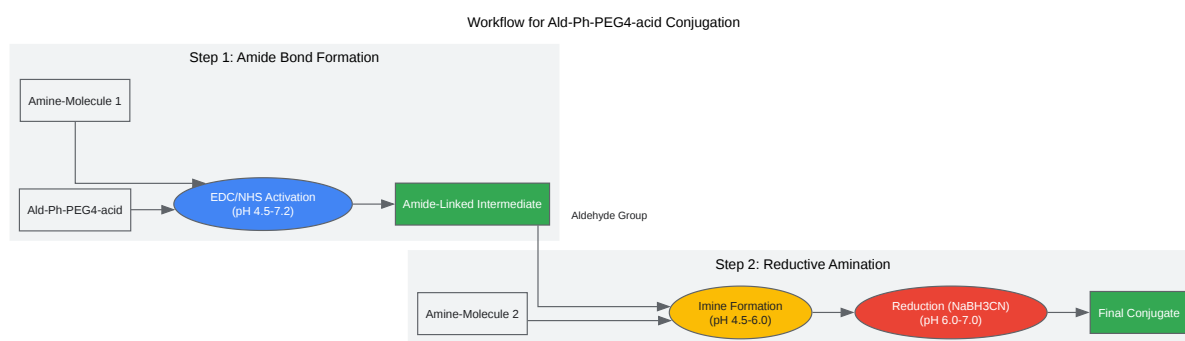 Workflow for Ald-Ph-PEG4-acid Conjugation
Step 1: Amide Bond Formation
Amine-Molecule 1
Ald-Ph-PEG4-acid
EDC/NHS Activation
(pH 4.5-7.2)
Amide-Linked Intermediate
Aldehyde Group
Step 2: Reductive Amination
Amine-Molecule 2
Imine Formation
(pH 4.5-6.0)
Reduction (NaBH3CN)
(pH 6.0-7.0)
Final Conjugate